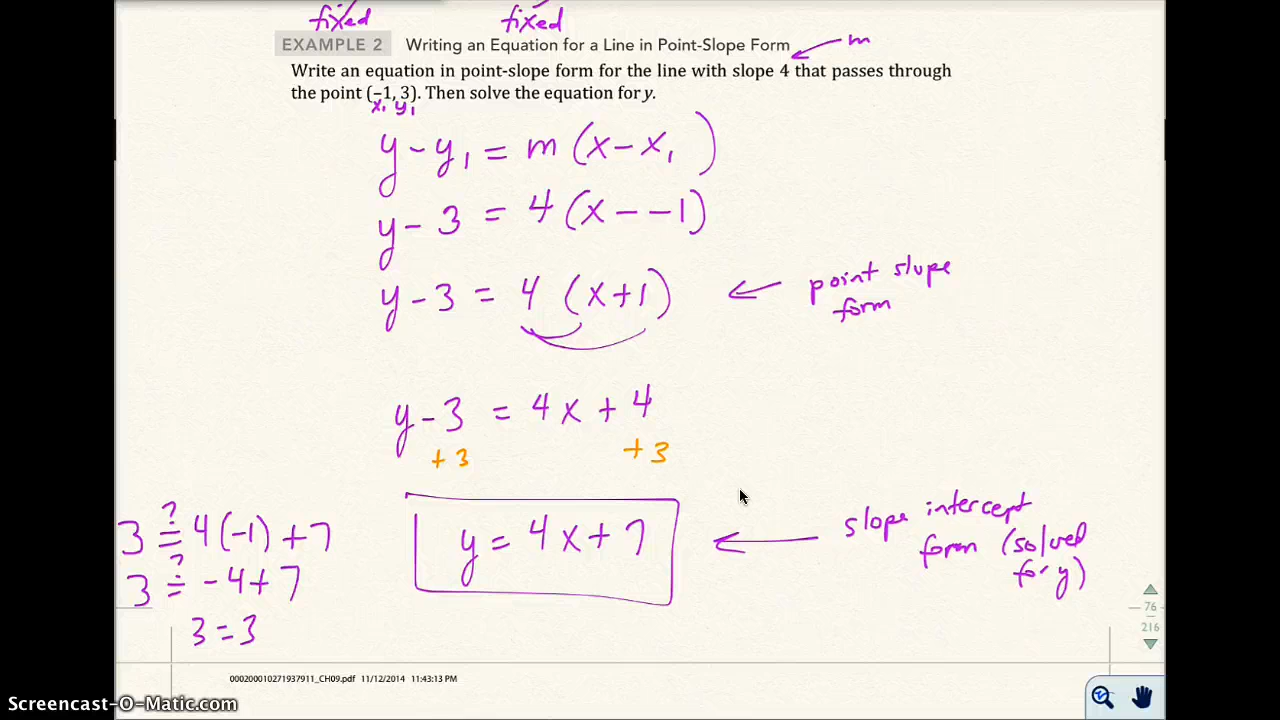 fixed fixed
EXAMPLE 2 Writing an Equation for a Line in Point-Slope Form m
Write an equation in point-slope form for the line with slope 4 that passes through
the point (−1, 3). Then solve the equation for y.
x₁ y₁
y − y₁ = m (x − x₁)
y − 3 = 4 (x − −1)
y − 3 = 4 (x + 1) point slope
form
y − 3 = 4x + 4
+ 3 + 3
y = 4x + 7
slope intercept
form (solved
for y)
3 ≟ 4(−1) + 7
3 ≟ −4 + 7
3 = 3
76
216
000200010271937911_CH09.pdf 11/12/2014 11:43:13 PM
Screencast-O-Matic.com